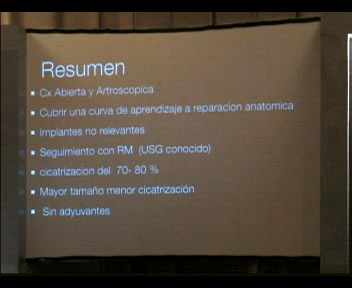 Resumen
Cx Abierta y Artroscopica
Cubrir una curva de aprendizaje a reparacion anatomica
Implantes no relevantes
Seguimiento con RM (USG conocido)
cicatrizacion del 70- 80 %
Mayor tamaño menor cicatrización
Sin adyuvantes